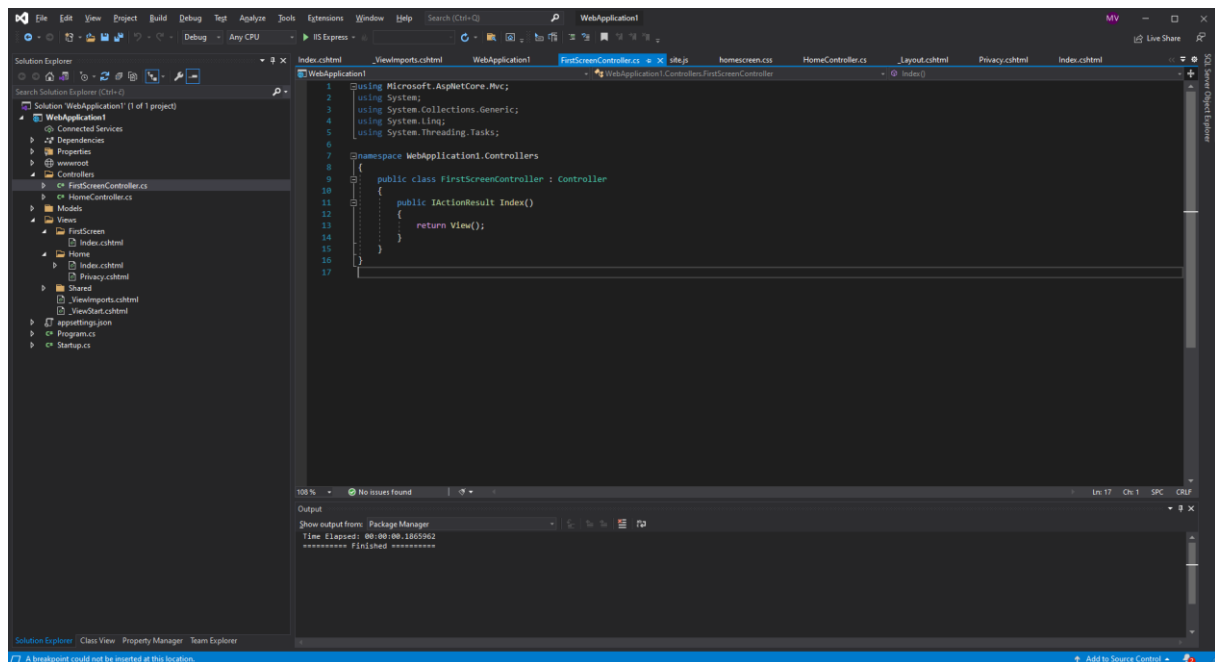 File Edit View Project Build Debug Test Analyze Tools Extensions Window Help Search (Ctrl+Q) WebApplication1 MV
Debug Any CPU IIS Express Live Share
Solution Explorer
Search Solution Explorer (Ctrl+č)
Solution 'WebApplication1' (1 of 1 project)
WebApplication1
Connected Services
Dependencies
Properties
wwwroot
Controllers
C# FirstScreenController.cs
C# HomeController.cs
Models
Views
FirstScreen
Index.cshtml
Home
Index.cshtml
Privacy.cshtml
Shared
_ViewImports.cshtml
_ViewStart.cshtml
appsettings.json
C# Program.cs
C# Startup.cs
Solution Explorer Class View Property Manager Team Explorer
Index.cshtml _ViewImports.cshtml WebApplication1 FirstScreenController.cs site.js homescreen.css HomeController.cs _Layout.cshtml Privacy.cshtml Index.cshtml
WebApplication1 WebApplication1.Controllers.FirstScreenController Index()
1 using Microsoft.AspNetCore.Mvc;
2 using System;
3 using System.Collections.Generic;
4 using System.Linq;
5 using System.Threading.Tasks;
6
7 namespace WebApplication1.Controllers
8 {
9 public class FirstScreenController : Controller
10 {
11 public IActionResult Index()
12 {
13 return View();
14 }
15 }
16 }
17
108 % No issues found Ln: 17 Ch: 1 SPC CRLF
Output
Show output from: Package Manager
Time Elapsed: 00:00:00.1865962
========== Finished ==========
SQL Server Object Explorer
A breakpoint could not be inserted at this location. Add to Source Control 2